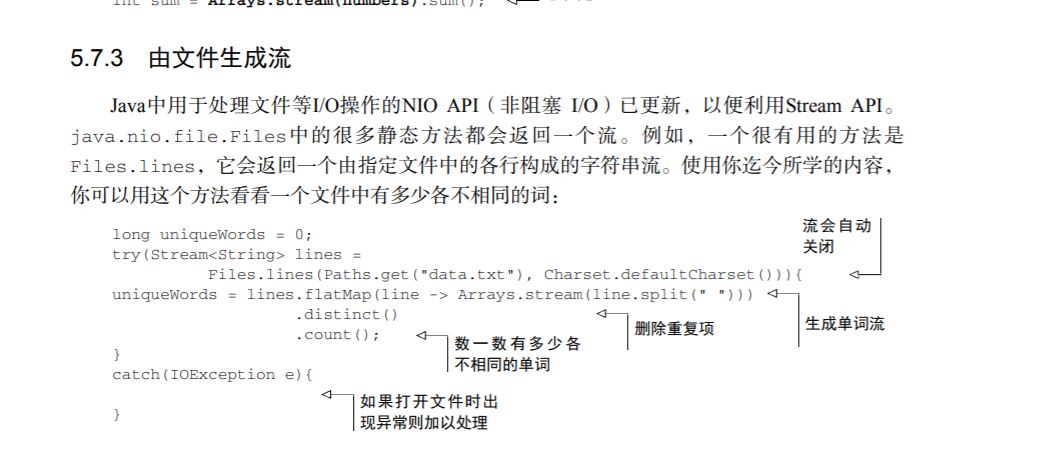 int sum = Arrays.stream(numbers).sum();
5.7.3 由文件生成流
Java中用于处理文件等I/O操作的NIO API（非阻塞 I/O）已更新，以便利用Stream API。
java.nio.file.Files中的很多静态方法都会返回一个流。例如，一个很有用的方法是
Files.lines，它会返回一个由指定文件中的各行构成的字符串流。使用你迄今所学的内容，
你可以用这个方法看看一个文件中有多少各不相同的词：
long uniqueWords = 0;
try(Stream<String> lines =
Files.lines(Paths.get("data.txt"), Charset.defaultCharset())){
流会自动
关闭
uniqueWords = lines.flatMap(line -> Arrays.stream(line.split(" ")))
生成单词流
.distinct()
删除重复项
.count();
数一数有多少各
不相同的单词
}
catch(IOException e){
如果打开文件时出
现异常则加以处理
}